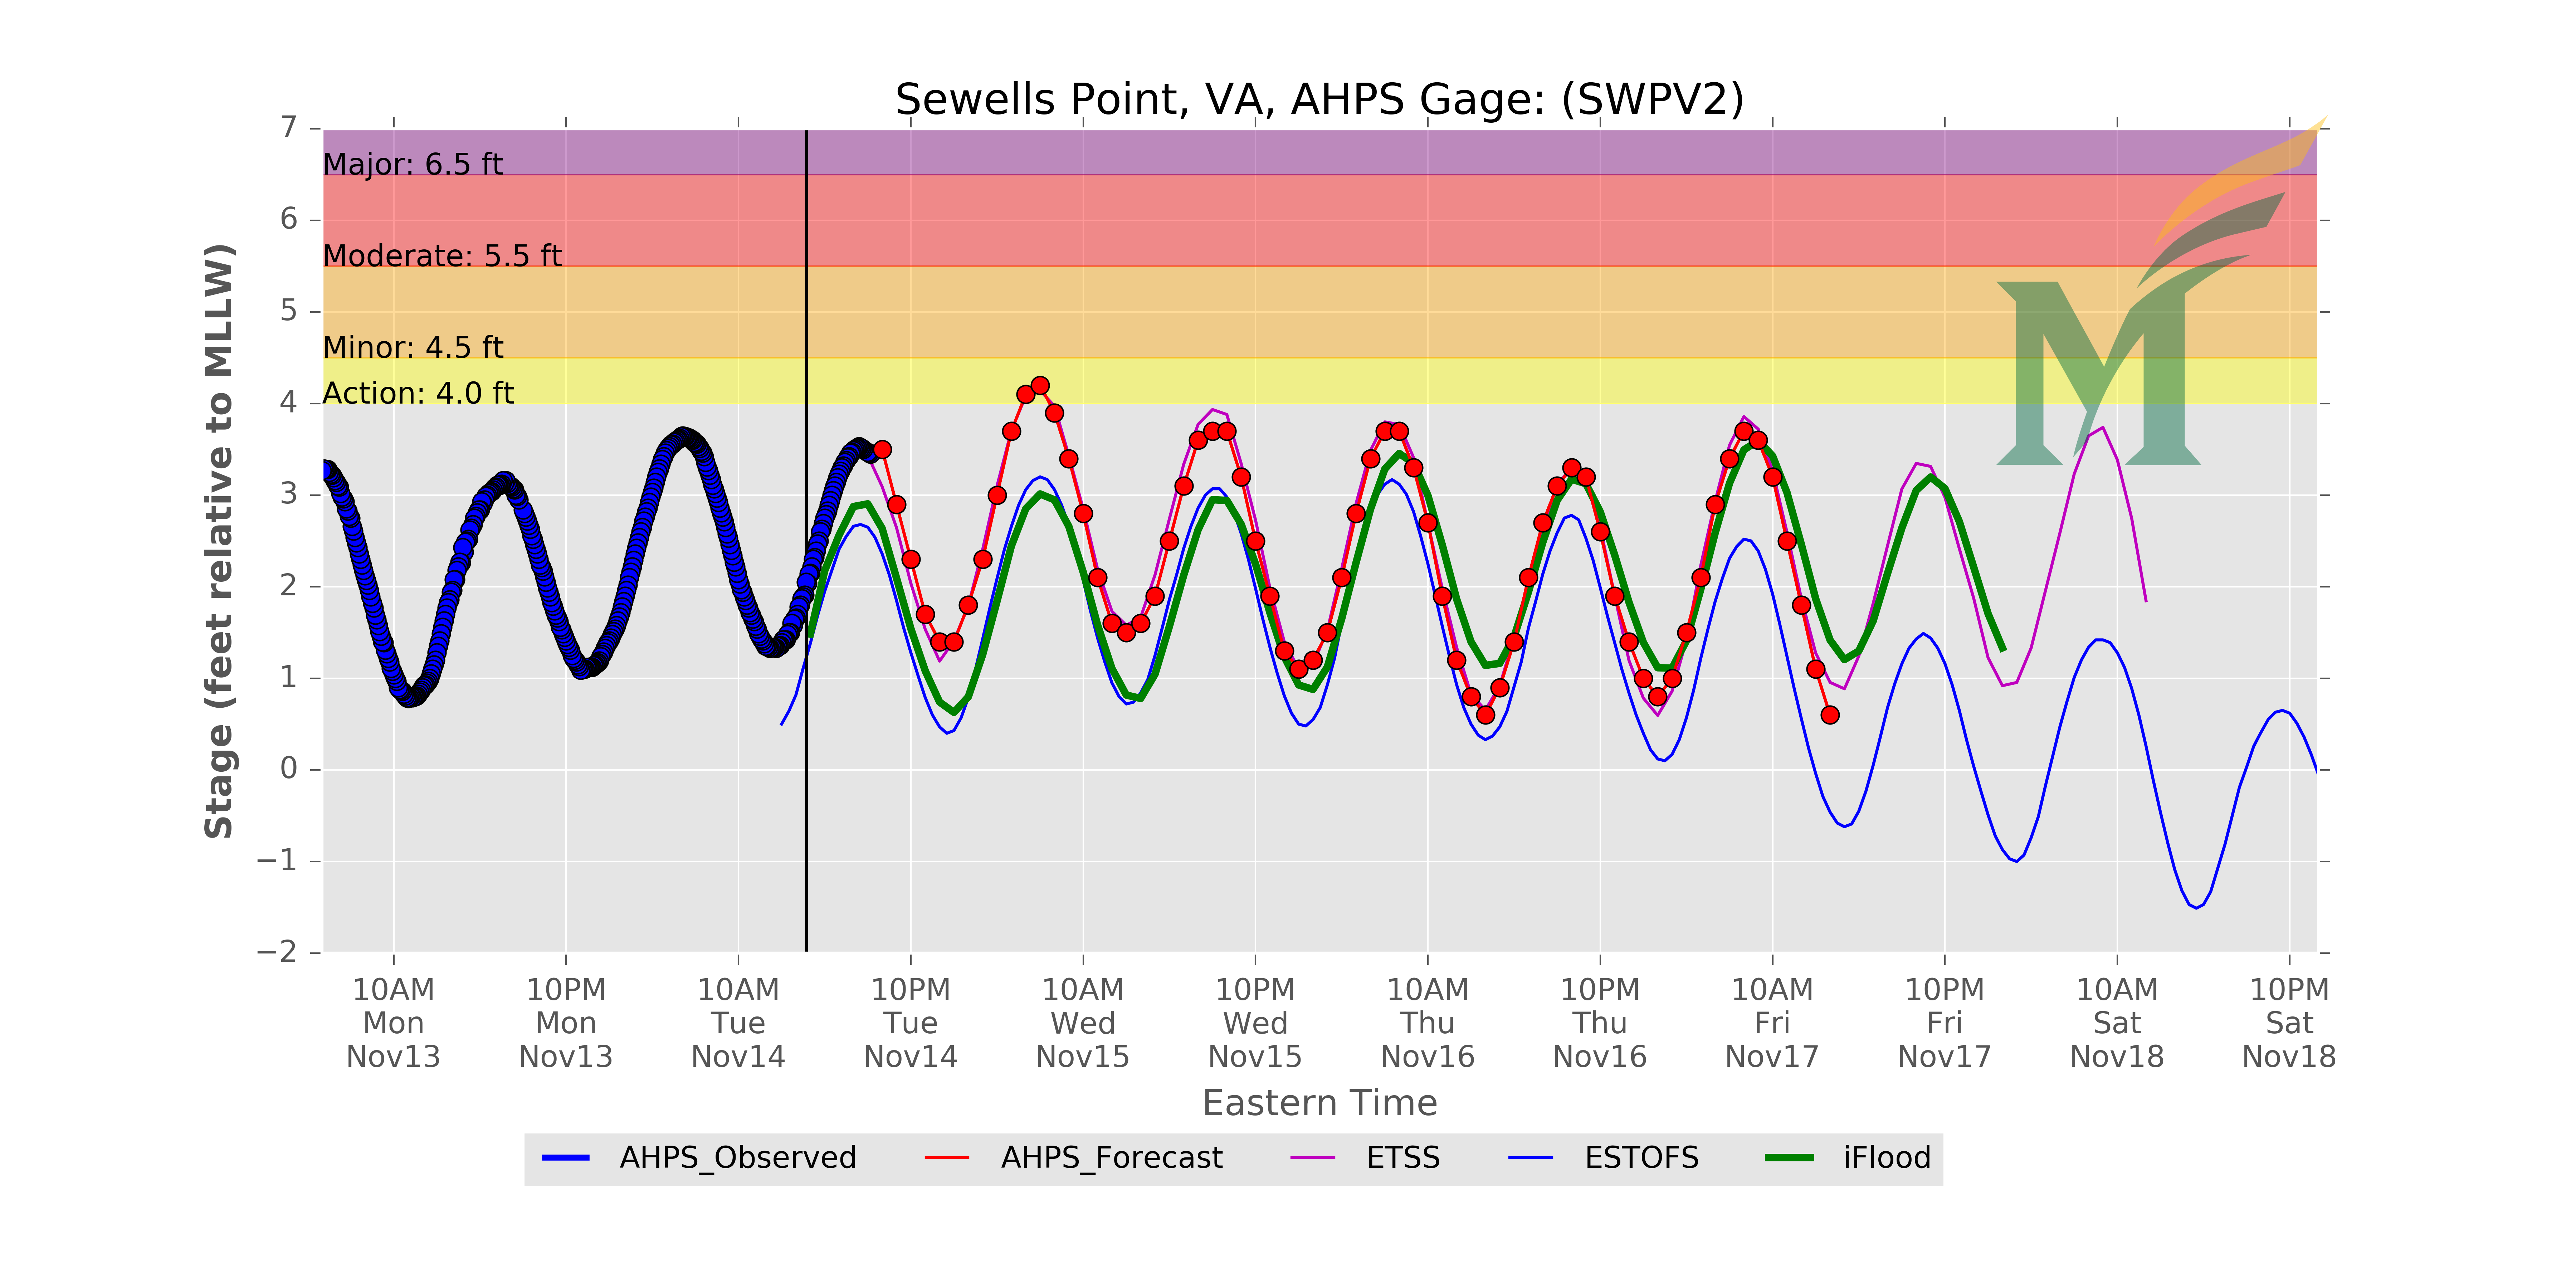 Sewells Point, VA, AHPS Gage: (SWPV2)
Stage (feet relative to MLLW)
7
6
5
4
3
2
1
0
−1
−2
Major: 6.5 ft
Moderate: 5.5 ft
Minor: 4.5 ft
Action: 4.0 ft
M
10AM Mon Nov13
10PM Mon Nov13
10AM Tue Nov14
10PM Tue Nov14
10AM Wed Nov15
10PM Wed Nov15
10AM Thu Nov16
10PM Thu Nov16
10AM Fri Nov17
10PM Fri Nov17
10AM Sat Nov18
10PM Sat Nov18
Eastern Time
AHPS_Observed AHPS_Forecast ETSS ESTOFS iFlood